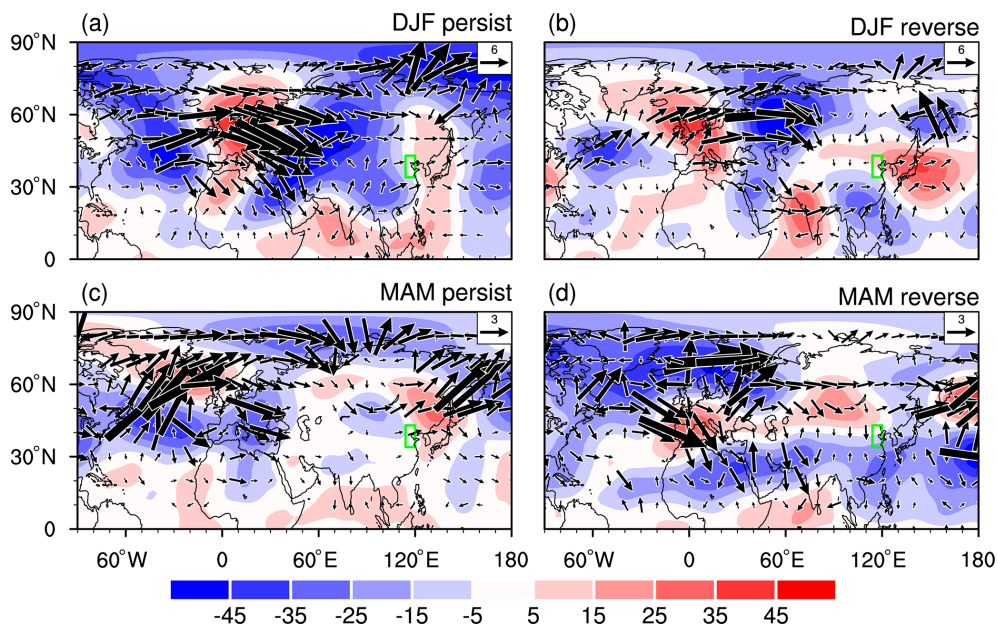 (a) DJF persist (b) DJF reverse
90°N 6 6
60°N
30°N
0
(c) MAM persist (d) MAM reverse
90°N 3 3
60°N
30°N
0
60°W 0 60°E 120°E 180 60°W 0 60°E 120°E 180
-45 -35 -25 -15 -5 5 15 25 35 45